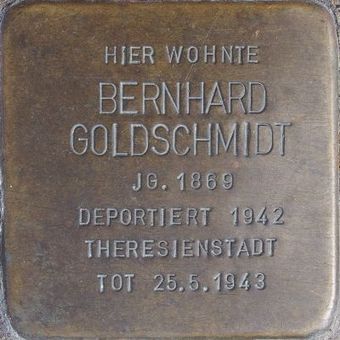 HIER WOHNTE
BERNHARD
GOLDSCHMIDT
JG. 1869
DEPORTIERT 1942
THERESIENSTADT
TOT 25.5.1943